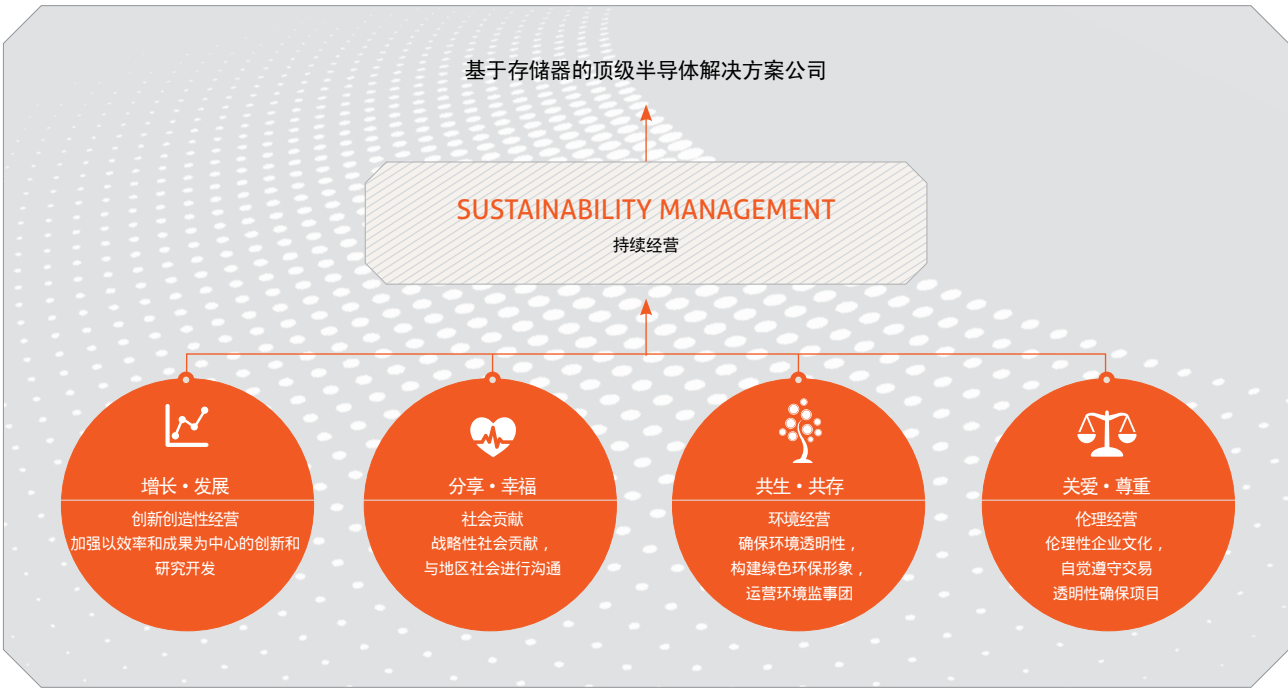 基于存储器的顶级半导体解决方案公司
SUSTAINABILITY MANAGEMENT
持续经营
增长・发展
创新创造性经营
加强以效率和成果为中心的创新和
研究开发
分享・幸福
社会贡献
战略性社会贡献，
与地区社会进行沟通
共生・共存
环境经营
确保环境透明性，
构建绿色环保形象，
运营环境监事团
关爱・尊重
伦理经营
伦理性企业文化，
自觉遵守交易
透明性确保项目